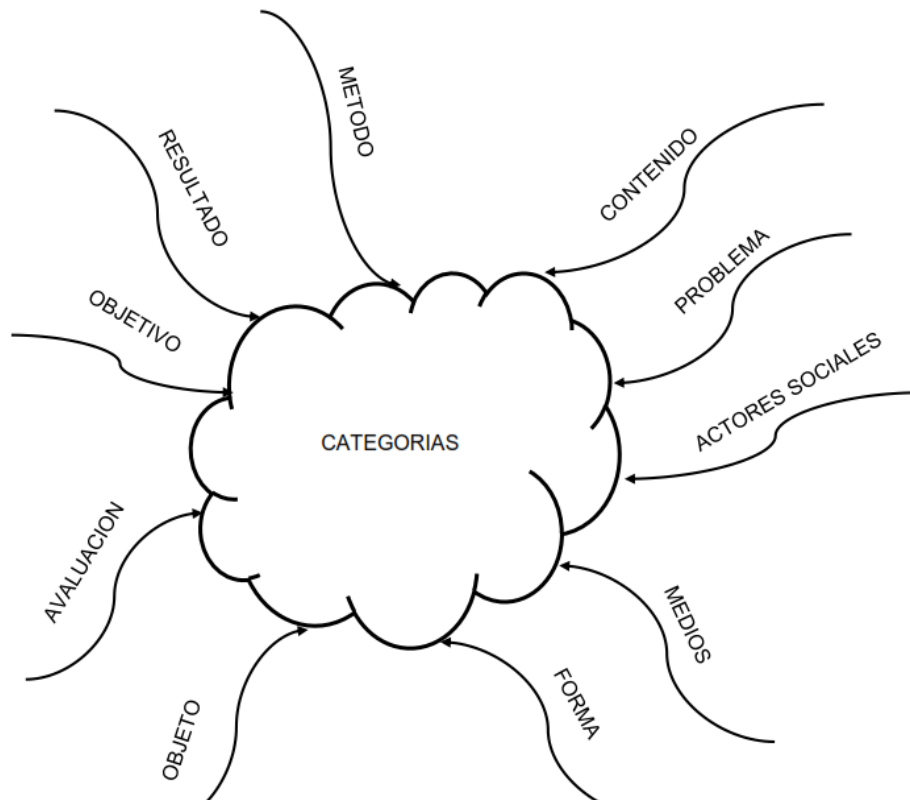 METODO
RESULTADO
CONTENIDO
PROBLEMA
OBJETIVO
ACTORES SOCIALES
CATEGORIAS
AVALUACION
MEDIOS
OBJETO
FORMA